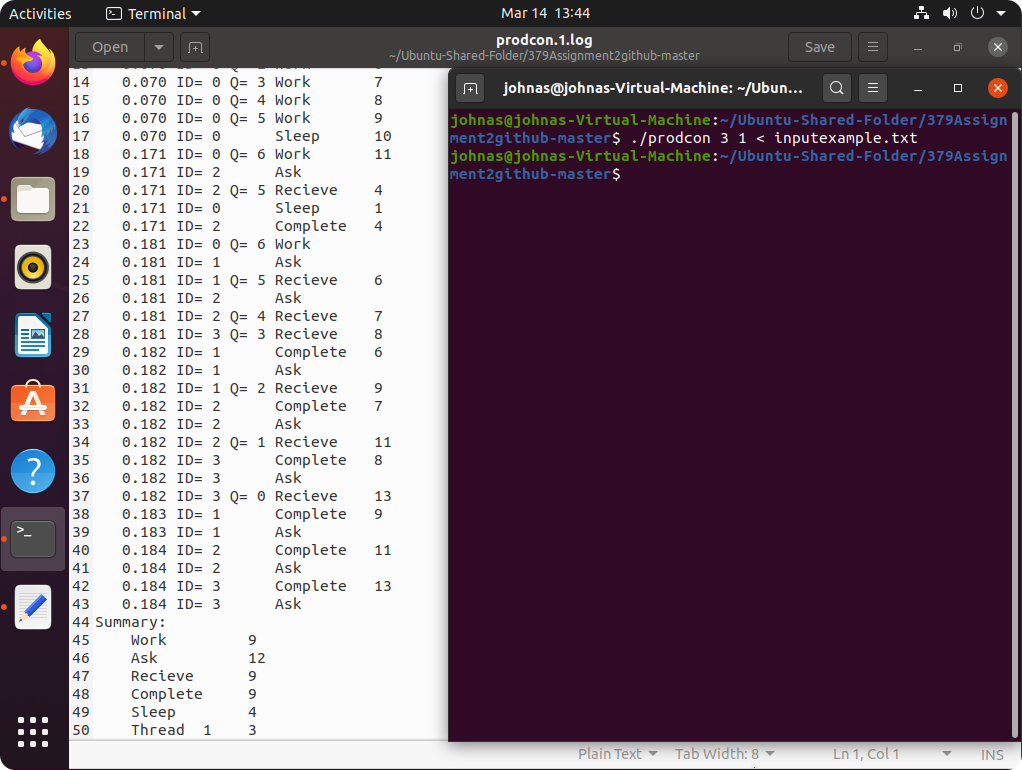 Activities
Terminal
Mar 14 13:44
Open
prodcon.1.log
~/Ubuntu-Shared-Folder/379Assignment2github-master
Save
14 0.070 ID= 0 Q= 3 Work 7
15 0.070 ID= 0 Q= 4 Work 8
16 0.070 ID= 0 Q= 5 Work 9
17 0.070 ID= 0 Sleep 10
18 0.171 ID= 0 Q= 6 Work 11
19 0.171 ID= 2 Ask
20 0.171 ID= 2 Q= 5 Recieve 4
21 0.171 ID= 0 Sleep 1
22 0.171 ID= 2 Complete 4
23 0.181 ID= 0 Q= 6 Work
24 0.181 ID= 1 Ask
25 0.181 ID= 1 Q= 5 Recieve 6
26 0.181 ID= 2 Ask
27 0.181 ID= 2 Q= 4 Recieve 7
28 0.181 ID= 3 Q= 3 Recieve 8
29 0.182 ID= 1 Complete 6
30 0.182 ID= 1 Ask
31 0.182 ID= 1 Q= 2 Recieve 9
32 0.182 ID= 2 Complete 7
33 0.182 ID= 2 Ask
34 0.182 ID= 2 Q= 1 Recieve 11
35 0.182 ID= 3 Complete 8
36 0.182 ID= 3 Ask
37 0.182 ID= 3 Q= 0 Recieve 13
38 0.183 ID= 1 Complete 9
39 0.183 ID= 1 Ask
40 0.184 ID= 2 Complete 11
41 0.184 ID= 2 Ask
42 0.184 ID= 3 Complete 13
43 0.184 ID= 3 Ask
44 Summary:
45 Work 9
46 Ask 12
47 Recieve 9
48 Complete 9
49 Sleep 4
50 Thread 1 3
johnas@johnas-Virtual-Machine: ~/Ubun...
johnas@johnas-Virtual-Machine:~/Ubuntu-Shared-Folder/379Assign
ment2github-master$ ./prodcon 3 1 < inputexample.txt
johnas@johnas-Virtual-Machine:~/Ubuntu-Shared-Folder/379Assign
ment2github-master$
Plain Text
Tab Width: 8
Ln 1, Col 1
INS